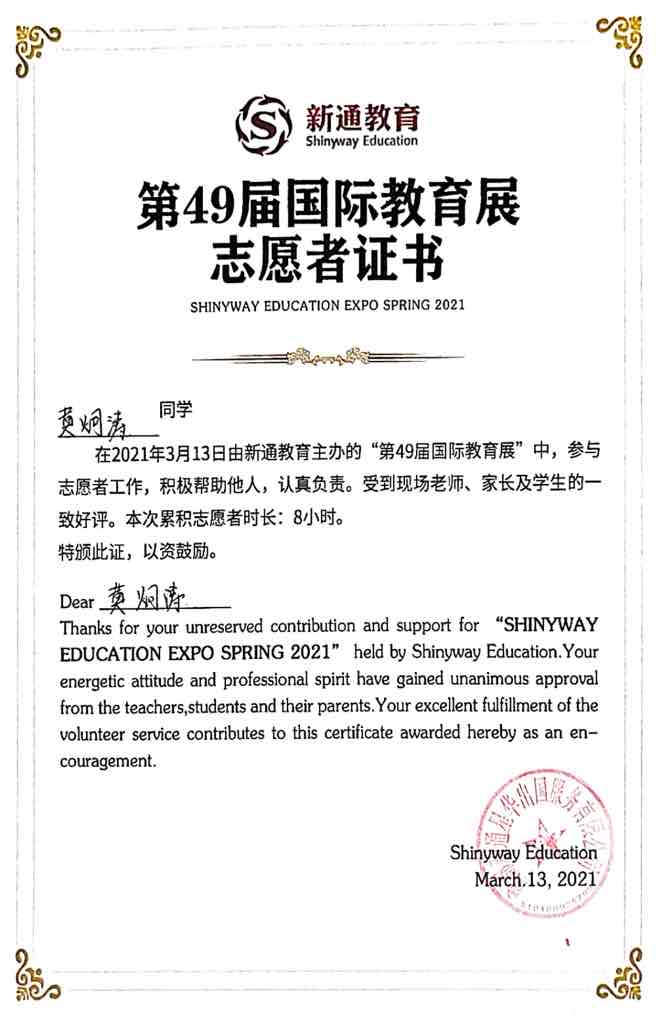 新通教育
Shinyway Education
第49届国际教育展
志愿者证书
SHINYWAY EDUCATION EXPO SPRING 2021
莫炯涛 同学
在2021年3月13日由新通教育主办的“第49届国际教育展”中，参与
志愿者工作，积极帮助他人，认真负责。受到现场老师、家长及学生的一
致好评。本次累积志愿者时长：8小时。
特颁此证，以资鼓励。
Dear 莫炯涛
Thanks for your unreserved contribution and support for “SHINYWAY
EDUCATION EXPO SPRING 2021” held by Shinyway Education.Your
energetic attitude and professional spirit have gained unanimous approval
from the teachers,students and their parents.Your excellent fulfillment of the
volunteer service contributes to this certificate awarded hereby as an en-
couragement.
Shinyway Education
March.13, 2021